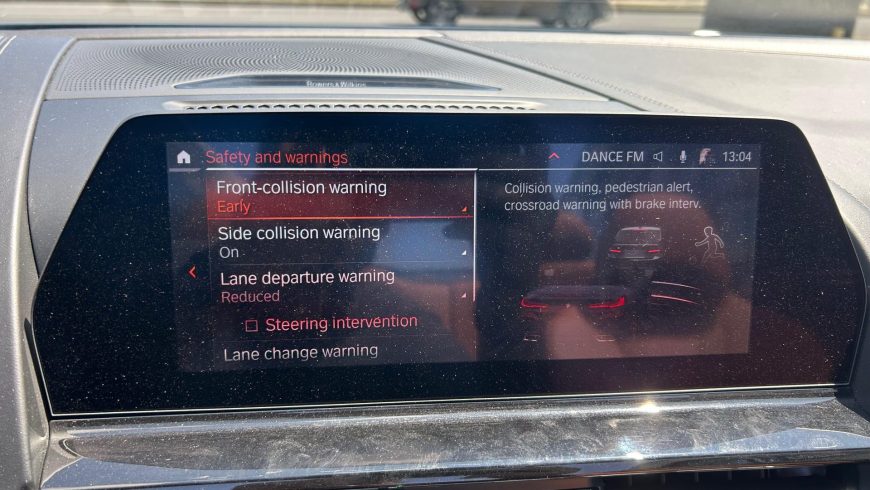 Bowers & Wilkins
Safety and warnings
DANCE FM
13:04
Front-collision warning
Early
Side collision warning
On
Lane departure warning
Reduced
Steering intervention
Lane change warning
Collision warning, pedestrian alert,
crossroad warning with brake interv.